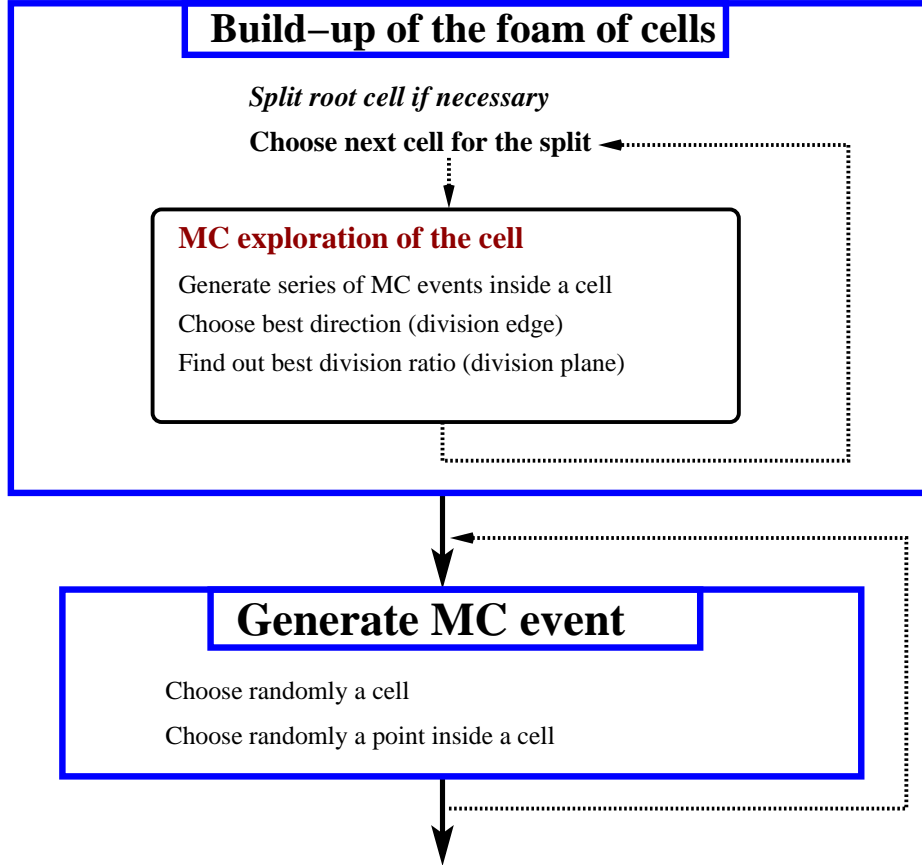 Build–up of the foam of cells
Split root cell if necessary
Choose next cell for the split
MC exploration of the cell
Generate series of MC events inside a cell
Choose best direction (division edge)
Find out best division ratio (division plane)
Generate MC event
Choose randomly a cell
Choose randomly a point inside a cell